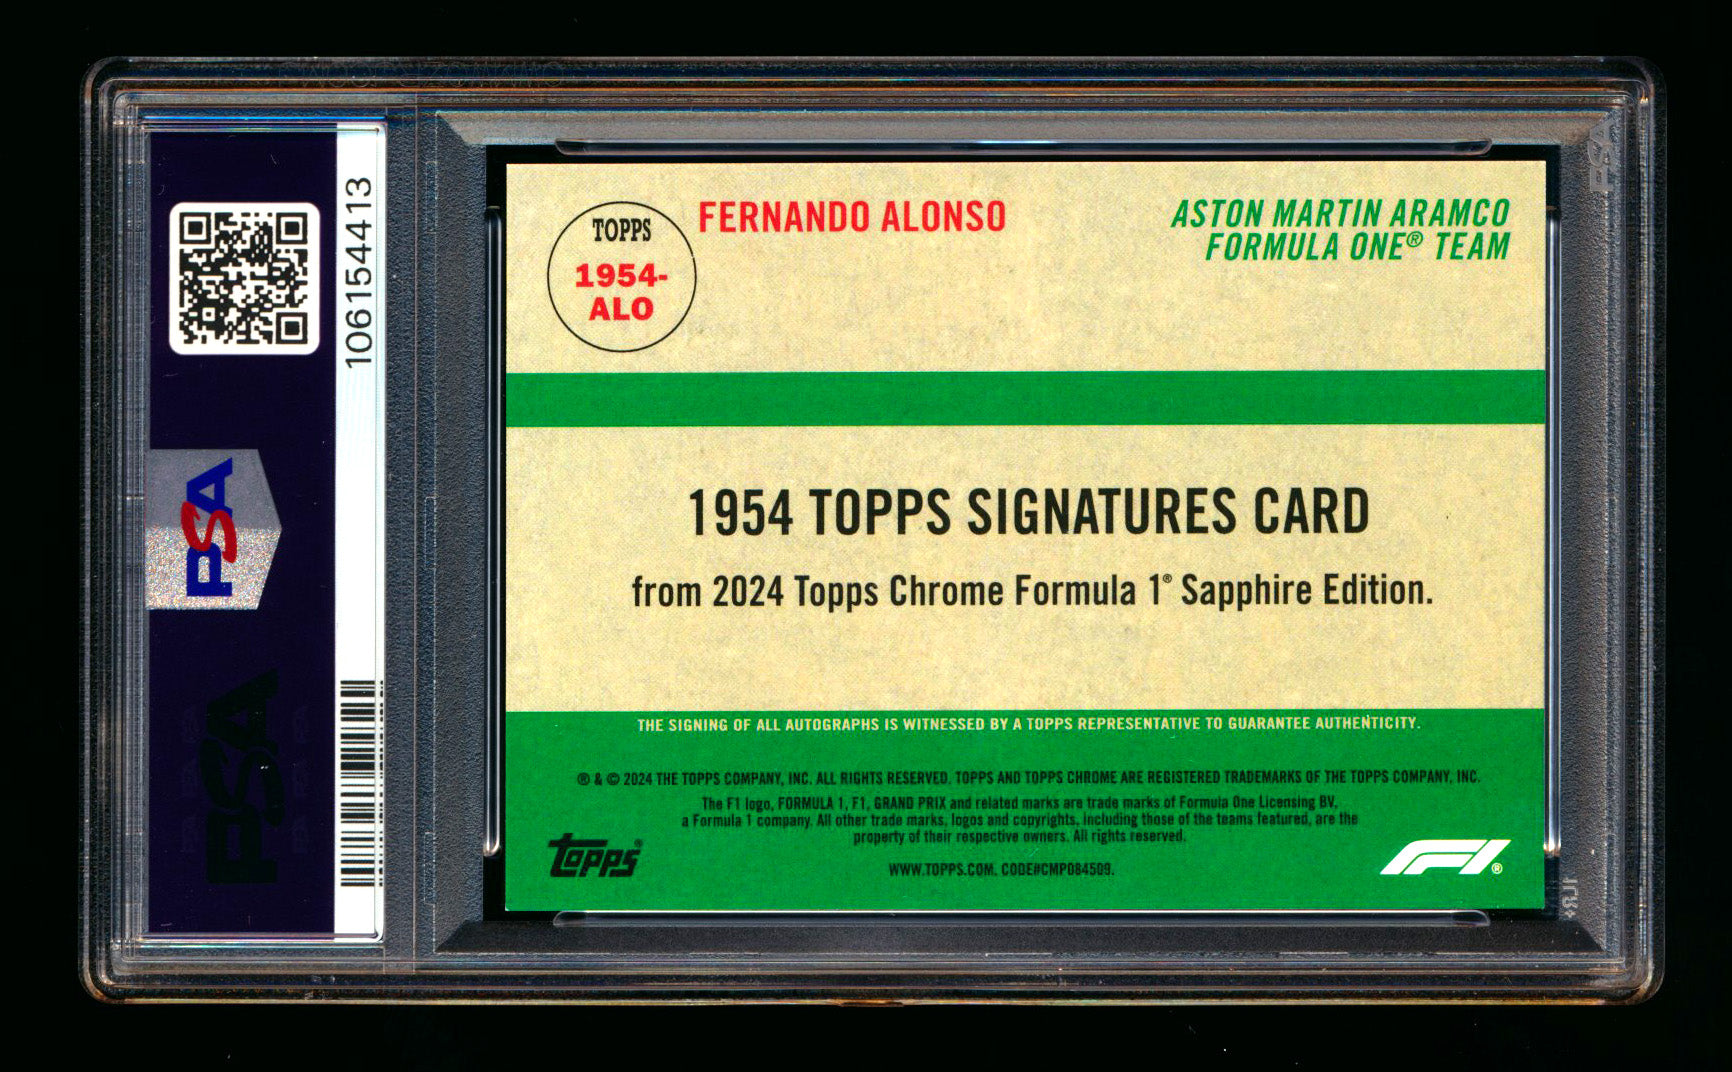 PSA
106154413
TOPPS
1954-
ALO
FERNANDO ALONSO
ASTON MARTIN ARAMCO
FORMULA ONE® TEAM
1954 TOPPS SIGNATURES CARD
from 2024 Topps Chrome Formula 1® Sapphire Edition.
THE SIGNING OF ALL AUTOGRAPHS IS WITNESSED BY A TOPPS REPRESENTATIVE TO GUARANTEE AUTHENTICITY.
® & © 2024 THE TOPPS COMPANY, INC. ALL RIGHTS RESERVED. TOPPS AND TOPPS CHROME ARE REGISTERED TRADEMARKS OF THE TOPPS COMPANY, INC.
The F1 logo, FORMULA 1, F1, GRAND PRIX and related marks are trade marks of Formula One Licensing BV,
a Formula 1 company. All other trade marks, logos and copyrights, including those of the teams featured, are the
property of their respective owners. All rights reserved.
WWW.TOPPS.COM. CODE#CMP084509.
topps®
F1®
PSA
PSA